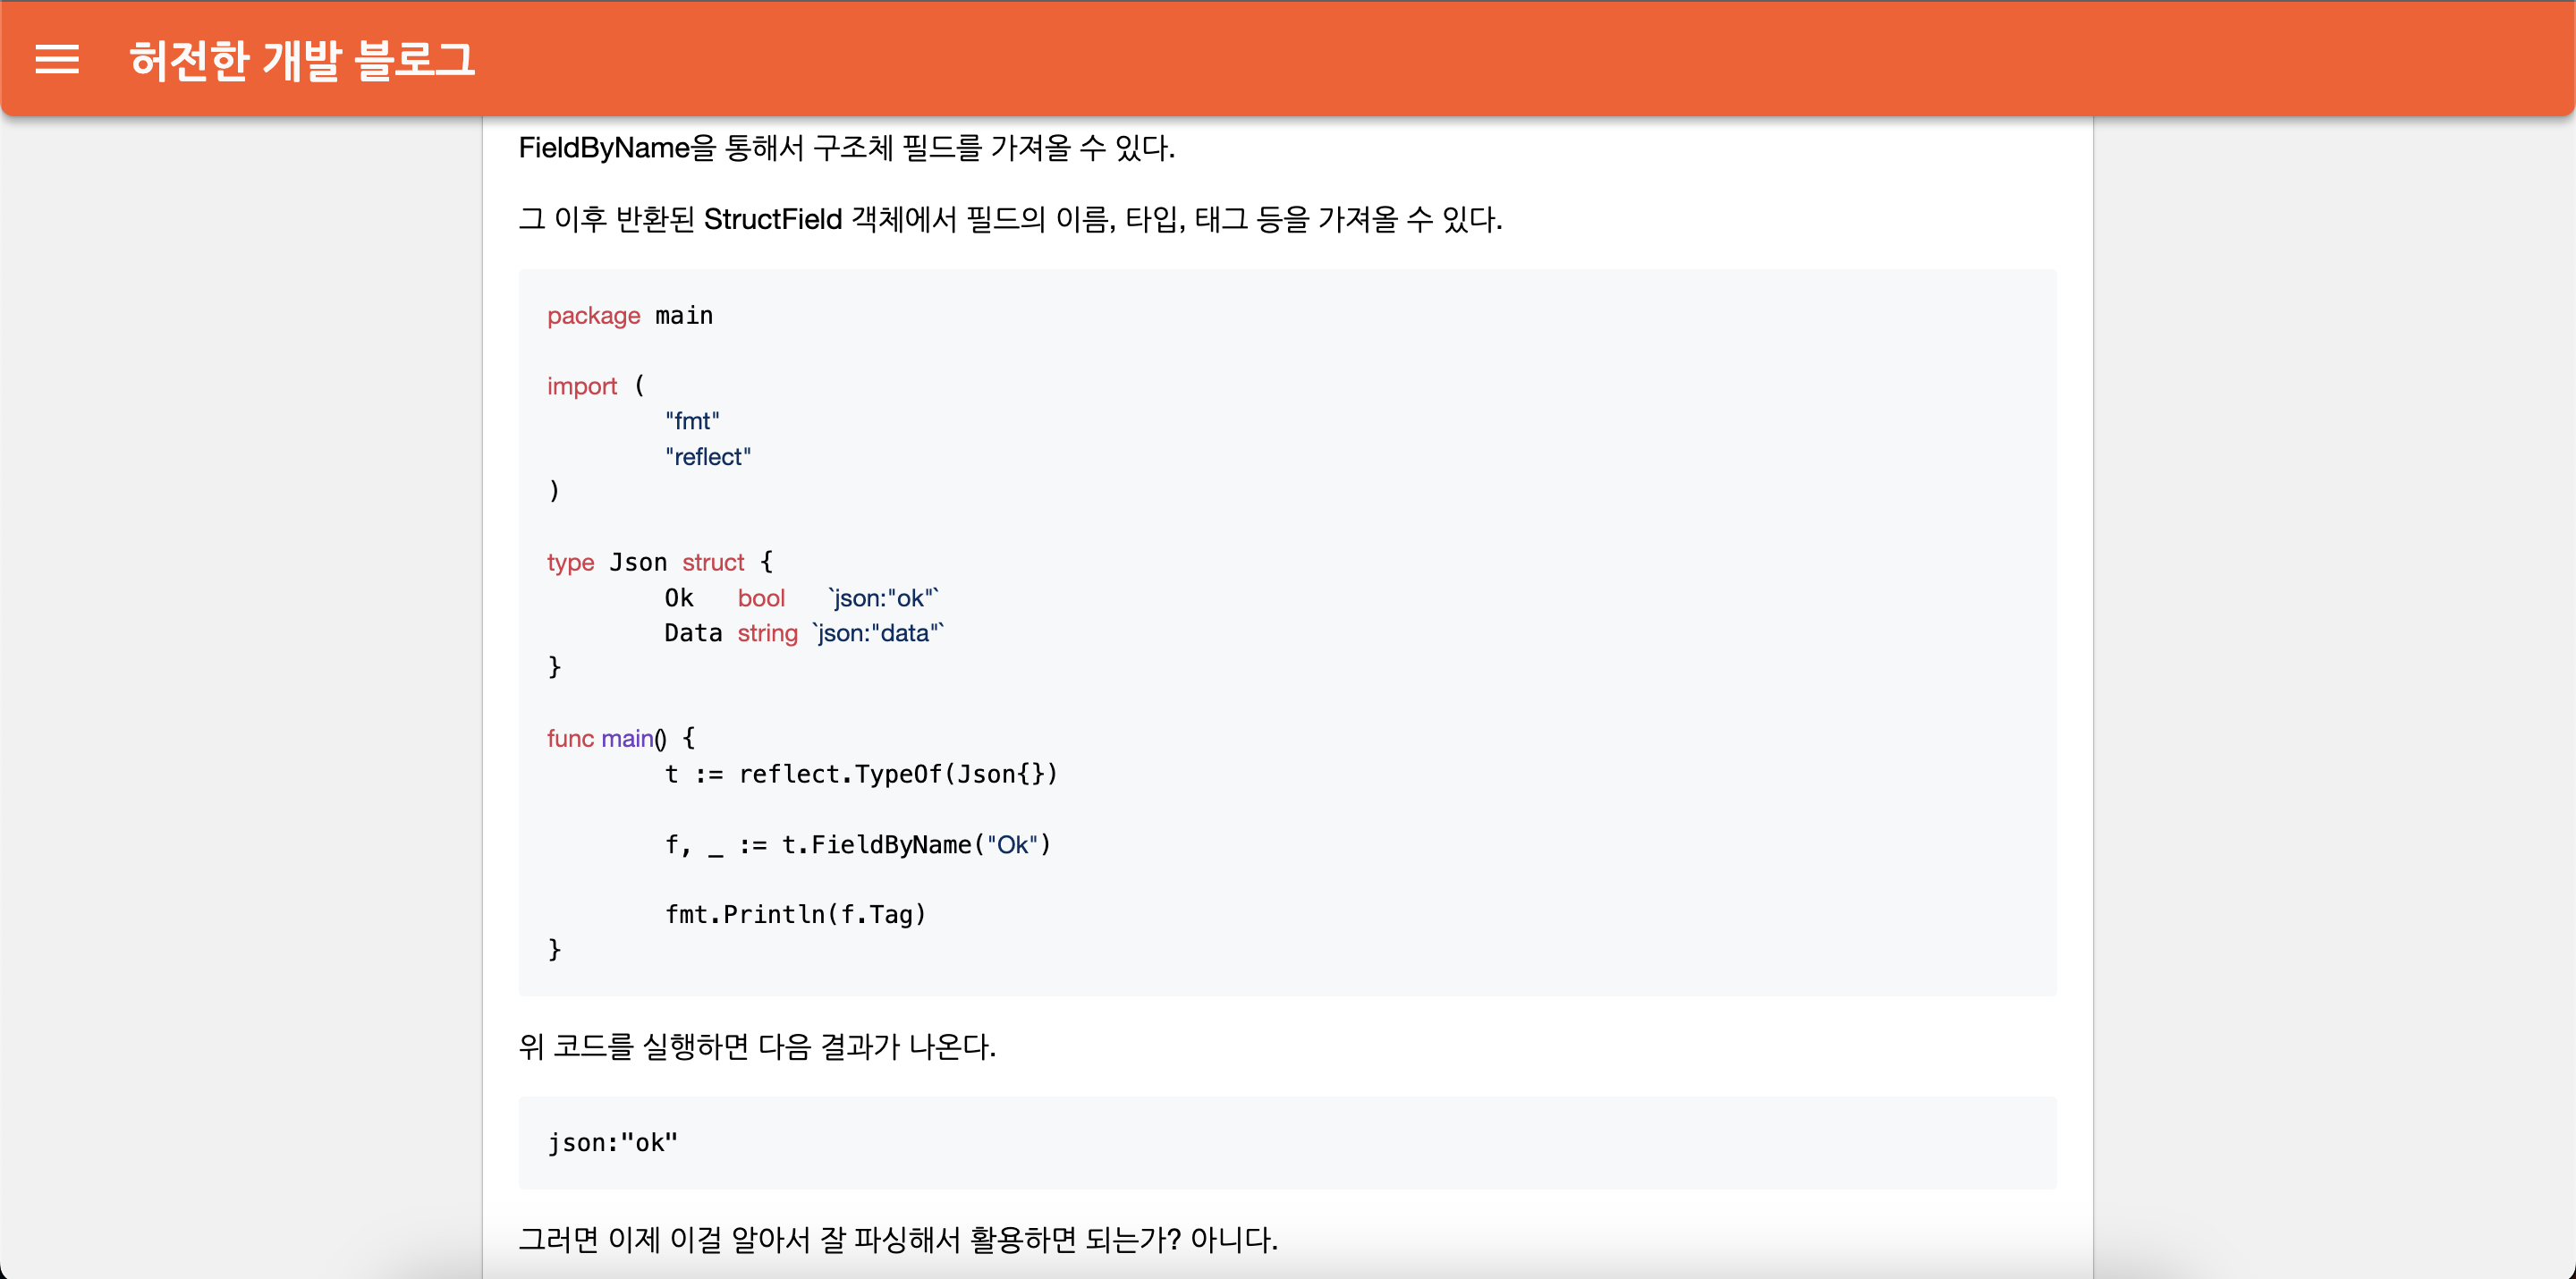 허전한 개발 블로그
FieldByName을 통해서 구조체 필드를 가져올 수 있다.
그 이후 반환된 StructField 객체에서 필드의 이름, 타입, 태그 등을 가져올 수 있다.
package main
import (
"fmt"
"reflect"
)
type Json struct {
Ok   bool   `json:"ok"`
Data string `json:"data"`
}
func main() {
t := reflect.TypeOf(Json{})
f, _ := t.FieldByName("Ok")
fmt.Println(f.Tag)
}
위 코드를 실행하면 다음 결과가 나온다.
json:"ok"
그러면 이제 이걸 알아서 잘 파싱해서 활용하면 되는가? 아니다.